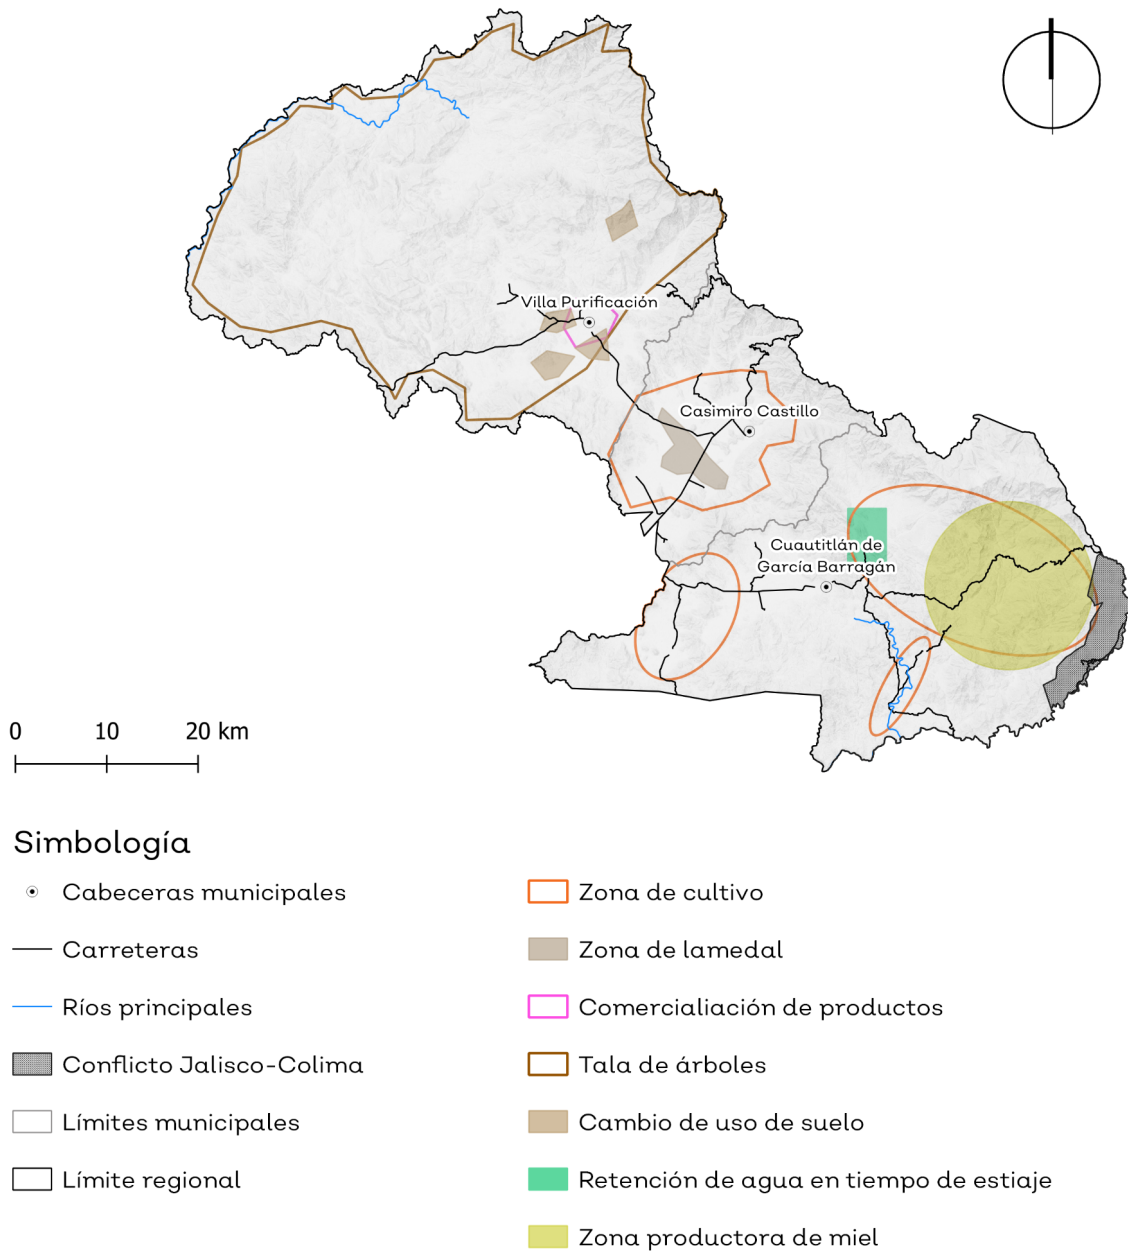 Villa Purificación
Casimiro Castillo
Cuautitlán de
García Barragán
0 10 20 km
Simbología
Cabeceras municipales
Carreteras
Ríos principales
Conflicto Jalisco-Colima
Límites municipales
Límite regional
Zona de cultivo
Zona de lamedal
Comercialiación de productos
Tala de árboles
Cambio de uso de suelo
Retención de agua en tiempo de estiaje
Zona productora de miel